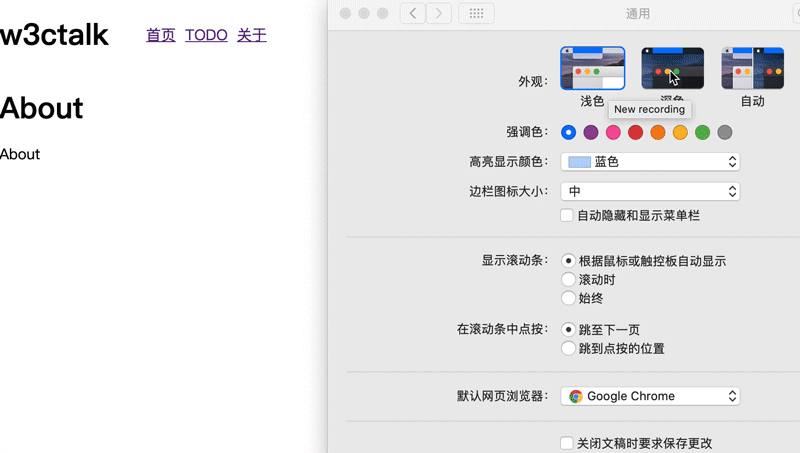 w3ctalk
首页 TODO 关于
About
About
通用
外观：
浅色 深色 自动
New recording
强调色：
高亮显示颜色： 蓝色
边栏图标大小： 中
自动隐藏和显示菜单栏
显示滚动条： 根据鼠标或触控板自动显示
滚动时
始终
在滚动条中点按： 跳至下一页
跳到点按的位置
默认网页浏览器： Google Chrome
关闭文稿时要求保存更改